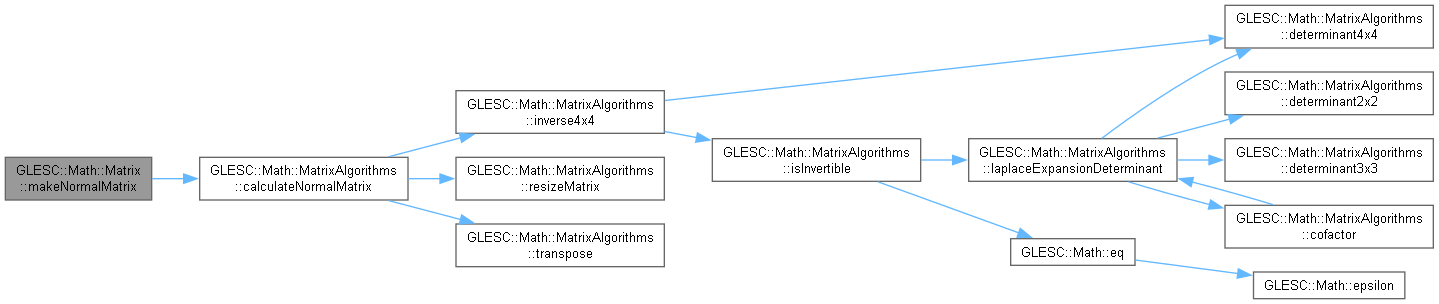 GLESC::Math::Matrix
::makeNormalMatrix
GLESC::Math::MatrixAlgorithms
::calculateNormalMatrix
GLESC::Math::MatrixAlgorithms
::inverse4x4
GLESC::Math::MatrixAlgorithms
::resizeMatrix
GLESC::Math::MatrixAlgorithms
::transpose
GLESC::Math::MatrixAlgorithms
::isInvertible
GLESC::Math::MatrixAlgorithms
::laplaceExpansionDeterminant
GLESC::Math::eq
GLESC::Math::MatrixAlgorithms
::determinant4x4
GLESC::Math::MatrixAlgorithms
::determinant2x2
GLESC::Math::MatrixAlgorithms
::determinant3x3
GLESC::Math::MatrixAlgorithms
::cofactor
GLESC::Math::epsilon